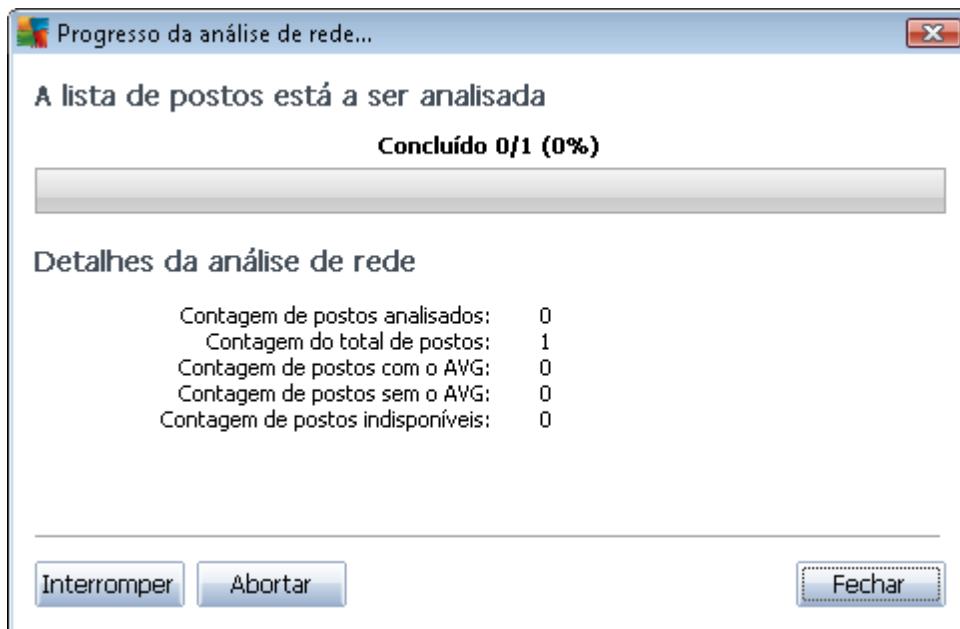 Progresso da análise de rede...
A lista de postos está a ser analisada
Concluído 0/1 (0%)
Detalhes da análise de rede
Contagem de postos analisados: 0
Contagem do total de postos: 1
Contagem de postos com o AVG: 0
Contagem de postos sem o AVG: 0
Contagem de postos indisponíveis: 0
Interromper Abortar Fechar